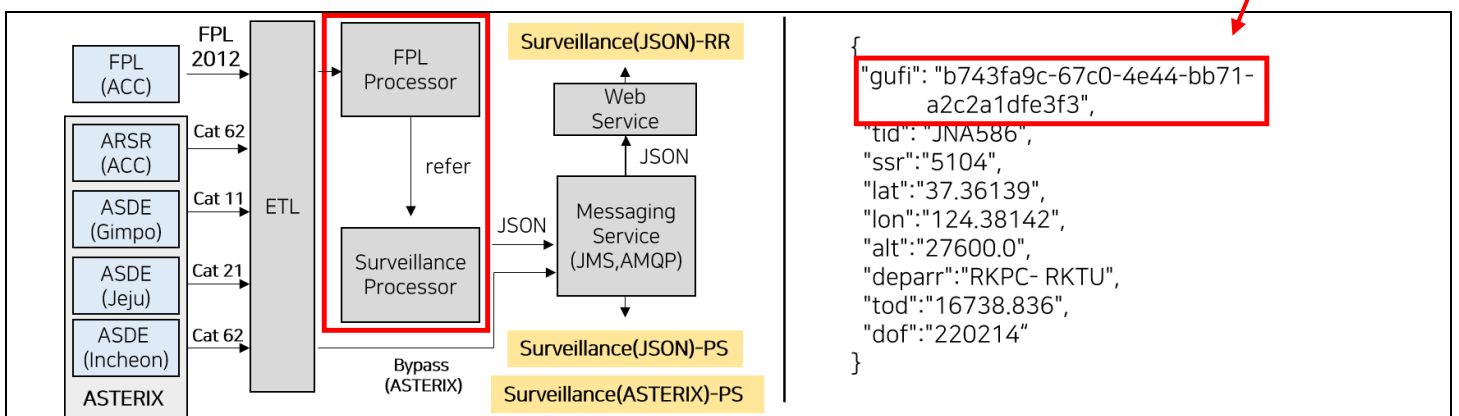 FPL
(ACC)
FPL
2012
ARSR
(ACC)
Cat 62
ASDE
(Gimpo)
Cat 11
ASDE
(Jeju)
Cat 21
ASDE
(Incheon)
Cat 62
ASTERIX
ETL
FPL
Processor
refer
Surveillance
Processor
JSON
Bypass
(ASTERIX)
Surveillance(JSON)-RR
Web
Service
JSON
Messaging
Service
(JMS,AMQP)
Surveillance(JSON)-PS
Surveillance(ASTERIX)-PS
{
"gufi": "b743fa9c-67c0-4e44-bb71-
a2c2a1dfe3f3",
"tid": "JNA586",
"ssr":"5104",
"lat":"37.36139",
"lon":"124.38142",
"alt":"27600.0",
"deparr":"RKPC- RKTU",
"tod":"16738.836",
"dof":"220214“
}